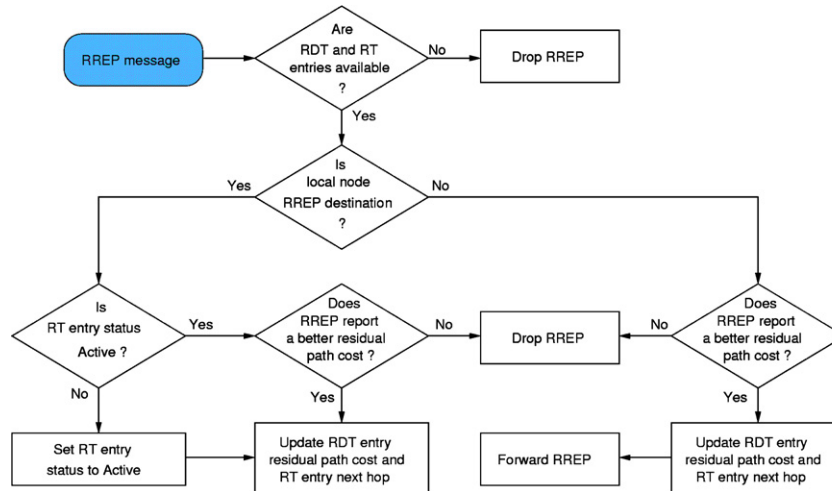 Are
RDT and RT
entries available
?
RREP message
No
Drop RREP
Yes
Is
local node
RREP destination
?
Yes
No
Is
RT entry status
Active ?
Yes
Does
RREP report
a better residual
path cost ?
No
Drop RREP
No
Does
RREP report
a better residual
path cost ?
No
Yes
Yes
Set RT entry
status to Active
Update RDT entry
residual path cost and
RT entry next hop
Forward RREP
Update RDT entry
residual path cost and
RT entry next hop